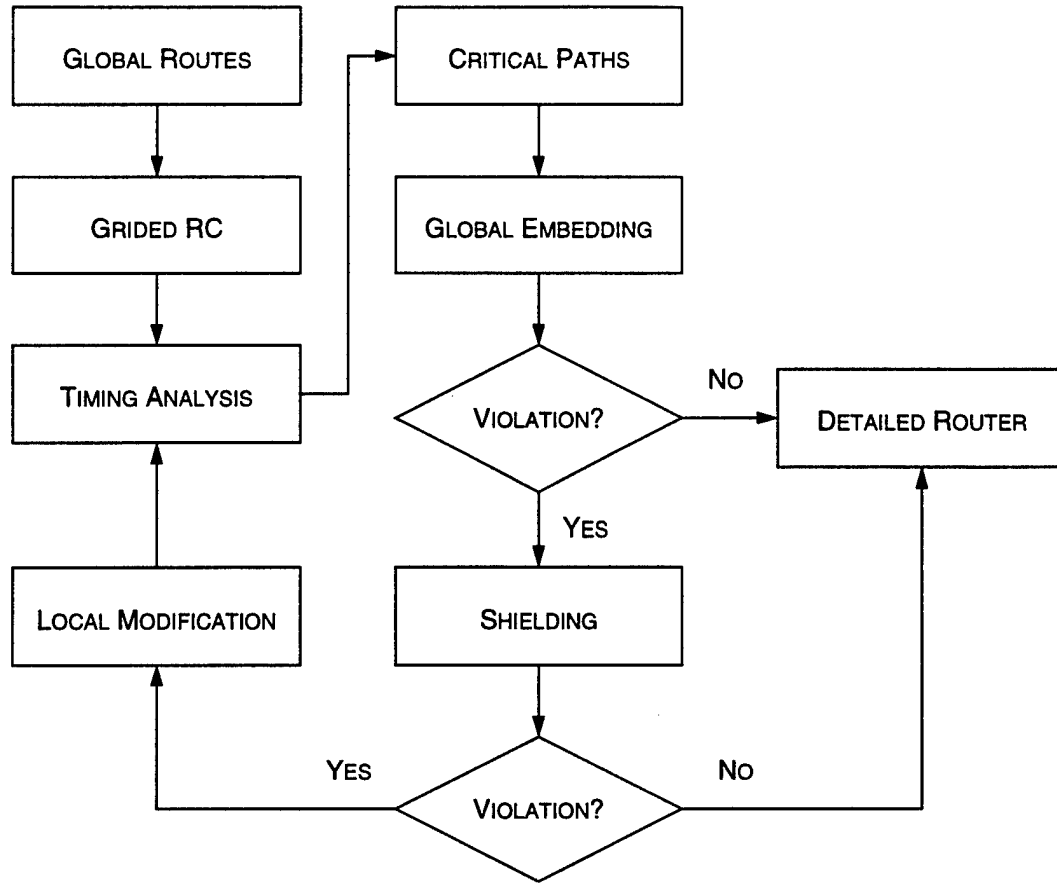 GLOBAL ROUTES
CRITICAL PATHS
GRIDED RC
GLOBAL EMBEDDING
TIMING ANALYSIS
VIOLATION?
NO
DETAILED ROUTER
YES
LOCAL MODIFICATION
SHIELDING
YES
VIOLATION?
NO